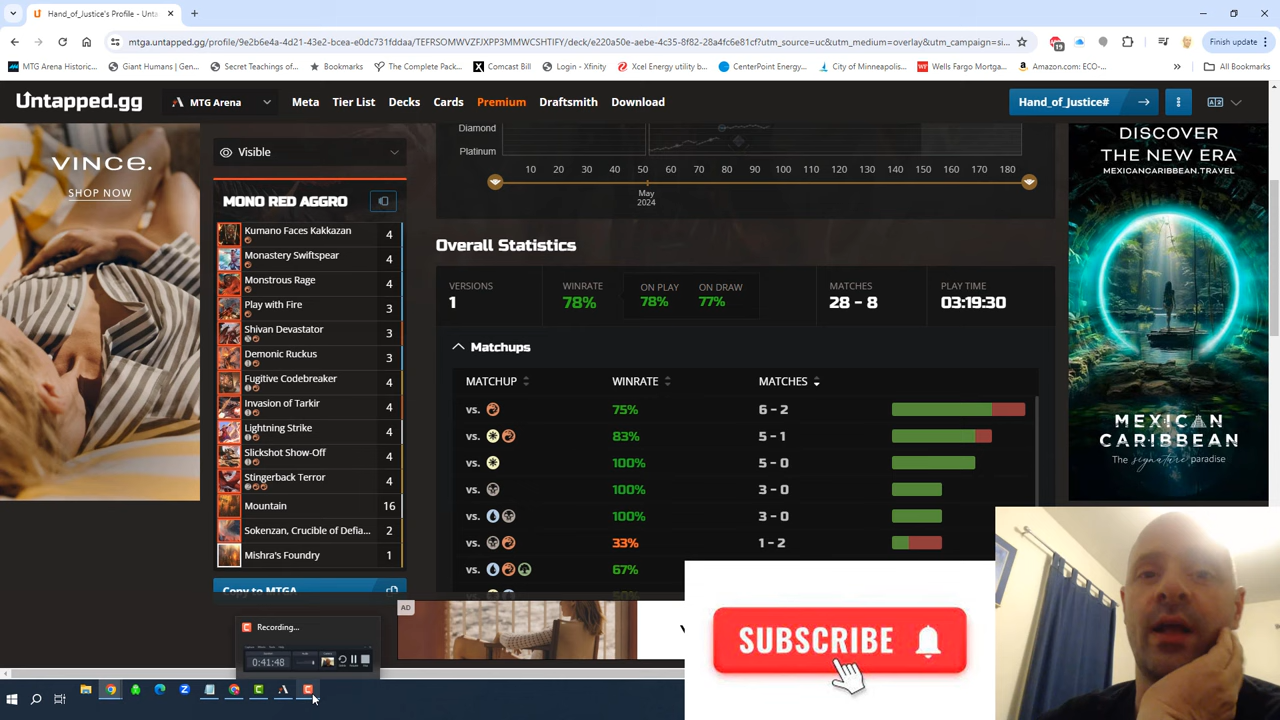 Hand_of_Justice's Profile - Unta
mtga.untapped.gg/profile/9e2b6e4a-4d21-43e2-bcea-e0dc731fddaa/TEFRSOMWVZFJXPP3MMWCSHTIFY/deck/e220a50e-aebe-4c35-8f82-28a4fc6e81cf?utm_source=uc&utm_medium=overlay&utm_campaign=si...
19
Finish update
MTG Arena Historic...
Giant Humans | Gen...
Secret Teachings of...
Bookmarks
The Complete Pack...
Comcast Bill
Login - Xfinity
Xcel Energy utility b...
CenterPoint Energy...
City of Minneapolis...
Wells Fargo Mortga...
Amazon.com: ECO-...
»
All Bookmarks
Untapped.gg
MTG Arena
Meta
Tier List
Decks
Cards
Premium
Draftsmith
Download
Hand_of_Justice#
VINCE.
SHOP NOW
Visible
MONO RED AGGRO
Kumano Faces Kakkazan 4
Monastery Swiftspear 4
Monstrous Rage 4
Play with Fire 3
Shivan Devastator 3
Demonic Ruckus 3
Fugitive Codebreaker 4
Invasion of Tarkir 4
Lightning Strike 4
Slickshot Show-Off 4
Stingerback Terror 4
Mountain 16
Sokenzan, Crucible of Defia... 2
Mishra's Foundry 1
Copy to MTGA
Diamond
Platinum
10 20 30 40 50 60 70 80 90 100 110 120 130 140 150 160 170 180
May
2024
Overall Statistics
VERSIONS WINRATE ON PLAY ON DRAW MATCHES PLAY TIME
1 78% 78% 77% 28 - 8 03:19:30
Matchups
MATCHUP WINRATE MATCHES
vs. 75% 6 - 2
vs. 83% 5 - 1
vs. 100% 5 - 0
vs. 100% 3 - 0
vs. 100% 3 - 0
vs. 33% 1 - 2
vs. 67%
DISCOVER
THE NEW ERA
MEXICANCARIBBEAN.TRAVEL
MEXICAN
CARIBBEAN
The signature paradise
AD
Recording...
0:41:48
SUBSCRIBE